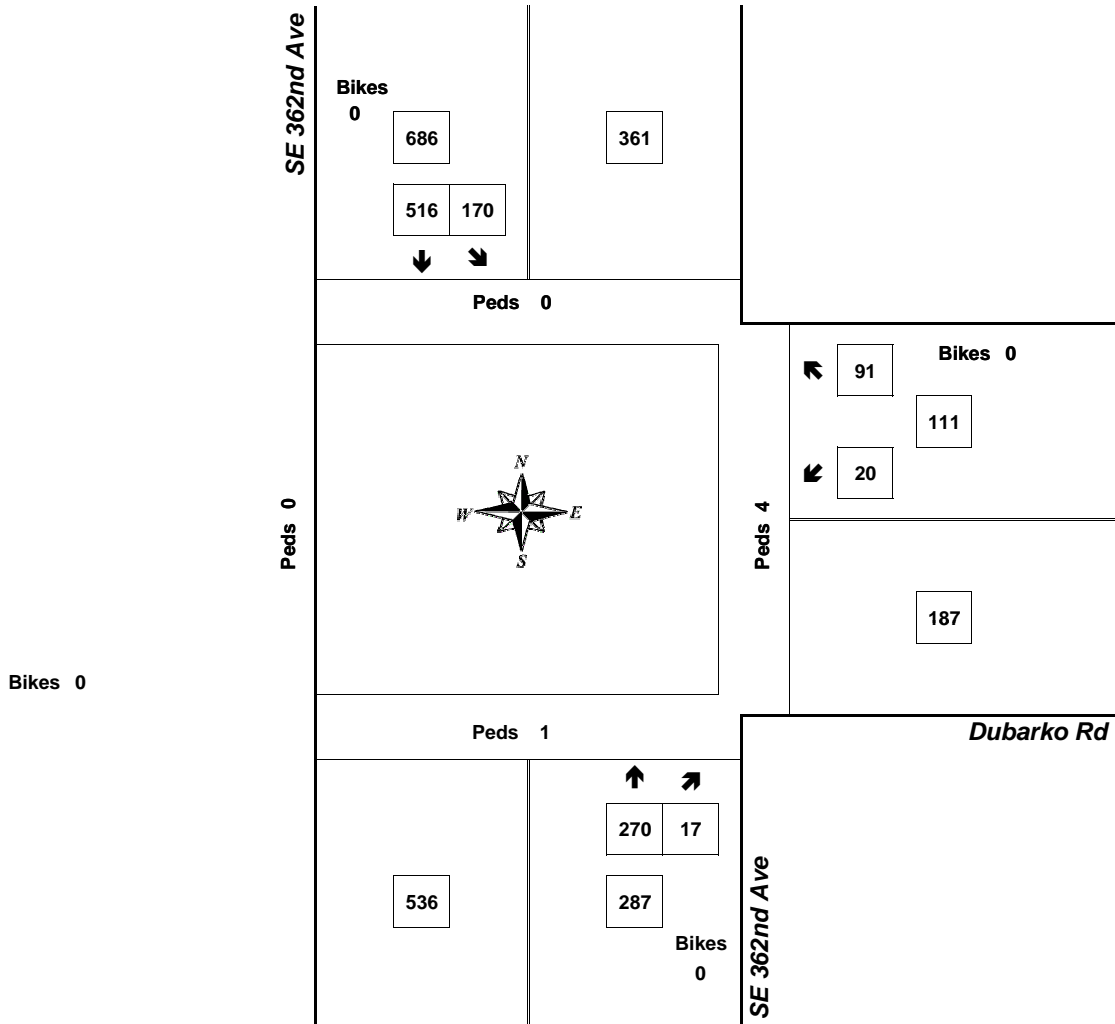 SE 362nd Ave
Bikes
0
686
361
516 170
Peds 0
91
Bikes 0
111
20
N
W E
S
Peds 0
Peds 4
187
Bikes 0
Peds 1
Dubarko Rd
270 17
536
287
Bikes
0
SE 362nd Ave